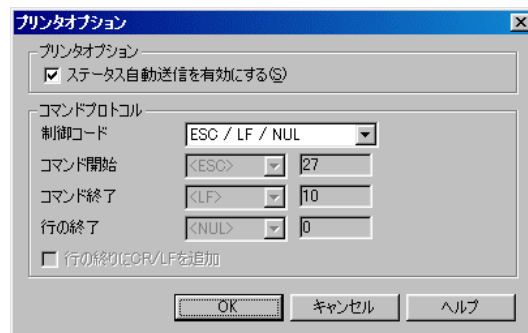 プリンタオプション
プリンタオプション
ステータス自動送信を有効にする(S)
コマンドプロトコル
制御コード ESC / LF / NUL
コマンド開始 <ESC> 27
コマンド終了 <LF> 10
行の終了 <NUL> 0
行の終りにCR/LFを追加
OK キャンセル ヘルプ